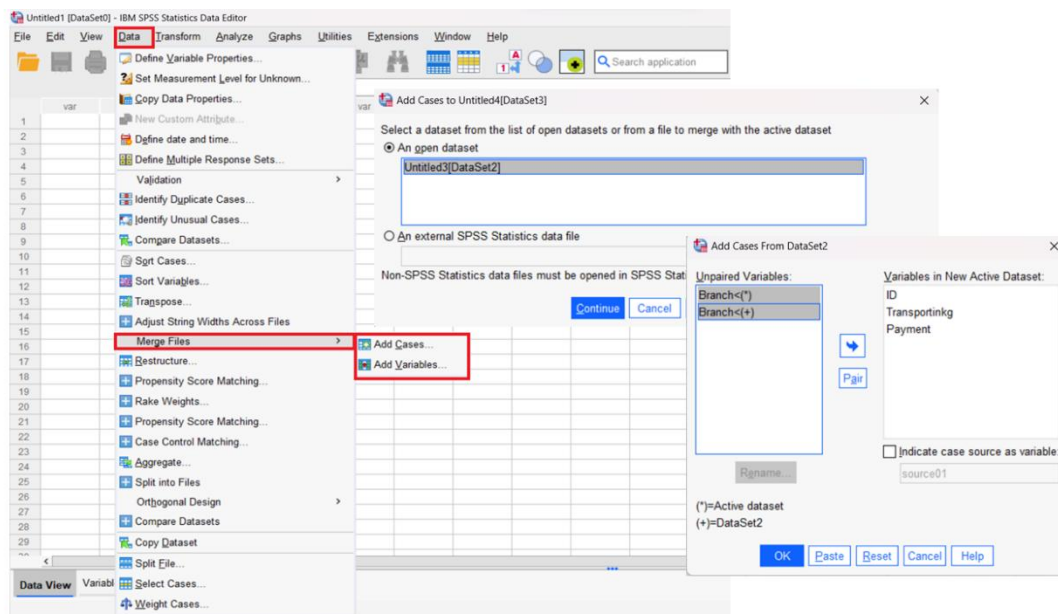 Untitled1 [DataSet0] - IBM SPSS Statistics Data Editor
File Edit View Data Transform Analyze Graphs Utilities Extensions Window Help
Search application
var
var
1
2
3
4
5
6
7
8
9
10
11
12
13
14
15
16
17
18
19
20
21
22
23
24
25
26
27
28
29
Data View
Define Variable Properties...
Set Measurement Level for Unknown...
Copy Data Properties...
New Custom Attribute...
Define date and time...
Define Multiple Response Sets...
Validation >
Identify Duplicate Cases...
Identify Unusual Cases...
Compare Datasets...
Sort Cases...
Sort Variables...
Transpose...
Adjust String Widths Across Files
Merge Files >
Restructure...
Propensity Score Matching...
Rake Weights...
Propensity Score Matching...
Case Control Matching...
Aggregate...
Split into Files
Orthogonal Design >
Compare Datasets
Copy Dataset
Split File...
Select Cases...
Weight Cases...
Add Cases...
Add Variables...
Add Cases to Untitled4[DataSet3]
Select a dataset from the list of open datasets or from a file to merge with the active dataset
An open dataset
Untitled3[DataSet2]
An external SPSS Statistics data file
Non-SPSS Statistics data files must be opened in SPSS
Continue Cancel
Add Cases From DataSet2
Unpaired Variables:
Branch<(*)
Branch<(+)
Rename...
(*)=Active dataset
(+)=DataSet2
Pair
Variables in New Active Dataset:
ID
Transportinkg
Payment
Indicate case source as variable:
source01
OK Paste Reset Cancel Help